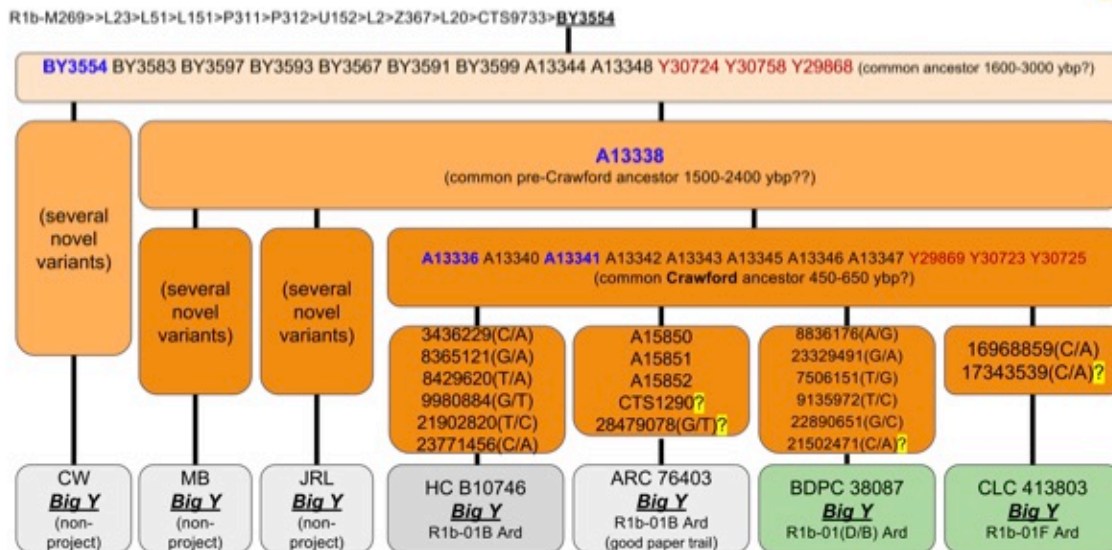 R1b-M269>>L23>L51>L151>P311>P312>U152>L2>Z367>L20>CTS9733>BY3554
BY3554 BY3583 BY3597 BY3593 BY3567 BY3591 BY3599 A13344 A13348 Y30724 Y30758 Y29868 (common ancestor 1600-3000 ybp?)
A13338
(common pre-Crawford ancestor 1500-2400 ybp??)
(several
novel
variants)
(several
novel
variants)
(several
novel
variants)
A13336 A13340 A13341 A13342 A13343 A13345 A13346 A13347 Y29869 Y30723 Y30725
(common Crawford ancestor 450-650 ybp?)
3436229(C/A)
8365121(G/A)
8429620(T/A)
9980884(G/T)
21902820(T/C)
23771456(C/A)
A15850
A15851
A15852
CTS1290?
28479078(G/T)?
8836176(A/G)
23329491(G/A)
7506151(T/G)
9135972(T/C)
22890651(G/C)
21502471(C/A)?
16968859(C/A)
17343539(C/A)?
CW
Big Y
(non-
project)
MB
Big Y
(non-
project)
JRL
Big Y
(non-
project)
HC B10746
Big Y
R1b-01B Ard
ARC 76403
Big Y
R1b-01B Ard
(good paper trail)
BDPC 38087
Big Y
R1b-01(D/B) Ard
CLC 413803
Big Y
R1b-01F Ard